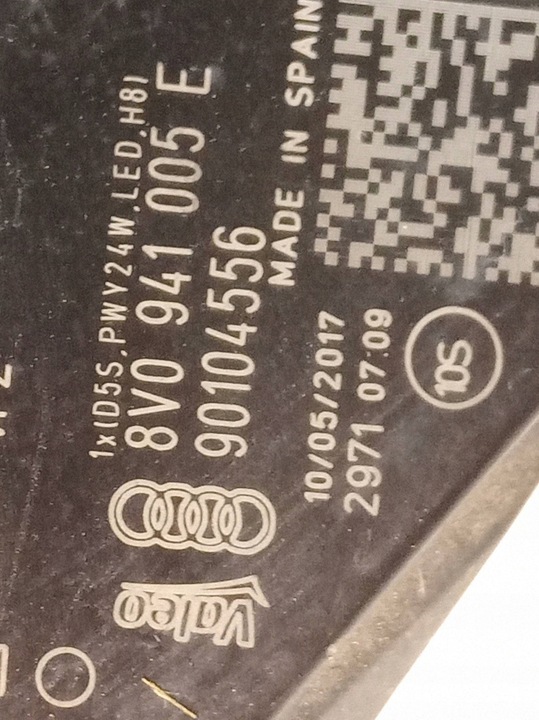 1x(D5S,PWY24W,LED,H8)
8V0 941 005 E
90104556
MADE IN SPAIN
Valeo
10/05/2017
2971 07:09
10S